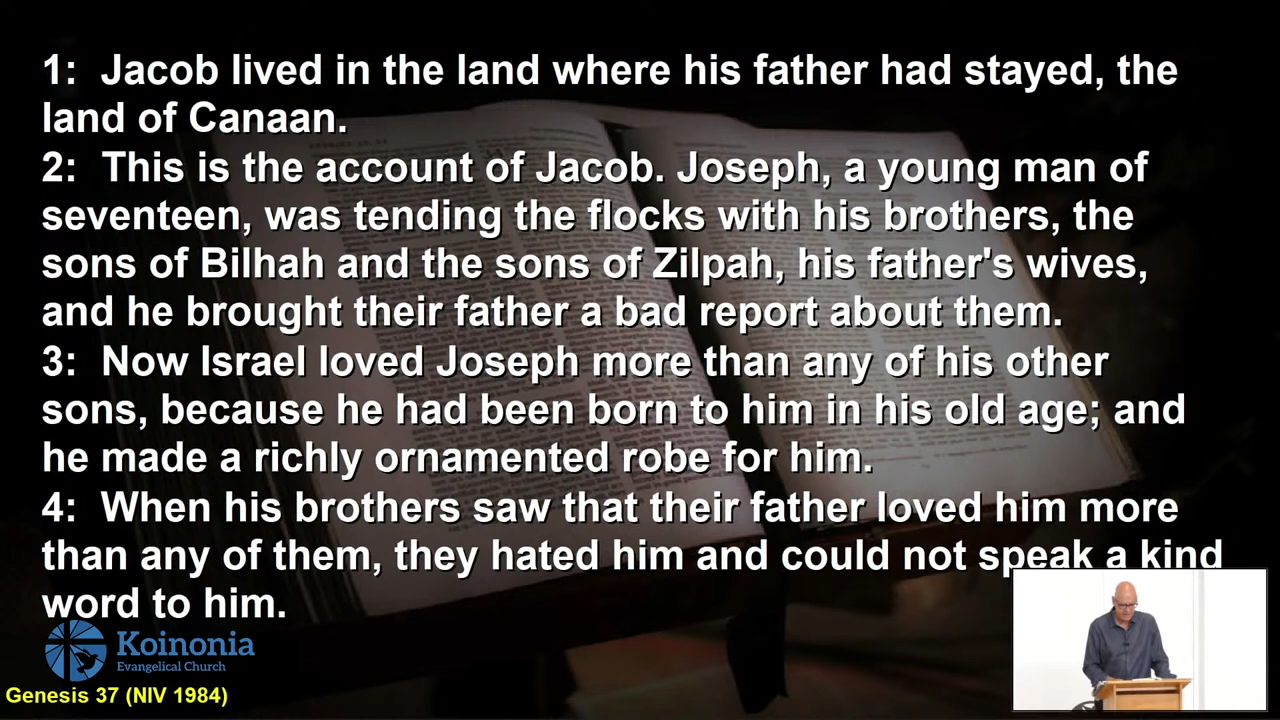 1: Jacob lived in the land where his father had stayed, the
land of Canaan.
2: This is the account of Jacob. Joseph, a young man of
seventeen, was tending the flocks with his brothers, the
sons of Bilhah and the sons of Zilpah, his father's wives,
and he brought their father a bad report about them.
3: Now Israel loved Joseph more than any of his other
sons, because he had been born to him in his old age; and
he made a richly ornamented robe for him.
4: When his brothers saw that their father loved him more
than any of them, they hated him and could not speak a kind
word to him.
Koinonia
Evangelical Church
Genesis 37 (NIV 1984)